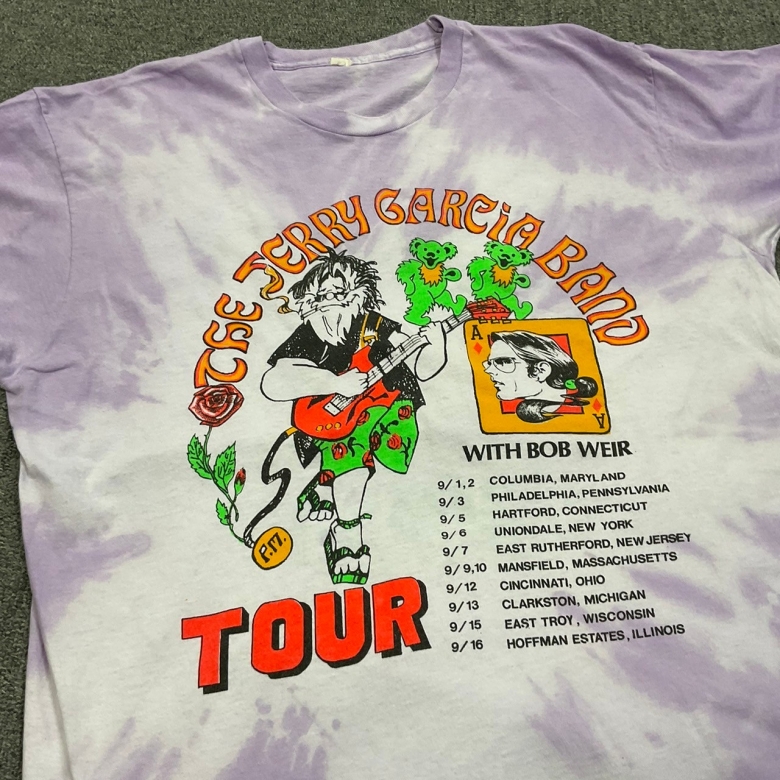 THE JERRY GARCIA BAND
A
A
WITH BOB WEIR
9/1,2 COLUMBIA, MARYLAND
9/3 PHILADELPHIA, PENNSYLVANIA
9/5 HARTFORD, CONNECTICUT
9/6 UNIONDALE, NEW YORK
9/7 EAST RUTHERFORD, NEW JERSEY
9/9,10 MANSFIELD, MASSACHUSETTS
9/12 CINCINNATI, OHIO
9/13 CLARKSTON, MICHIGAN
9/15 EAST TROY, WISCONSIN
9/16 HOFFMAN ESTATES, ILLINOIS
P.M.
TOUR